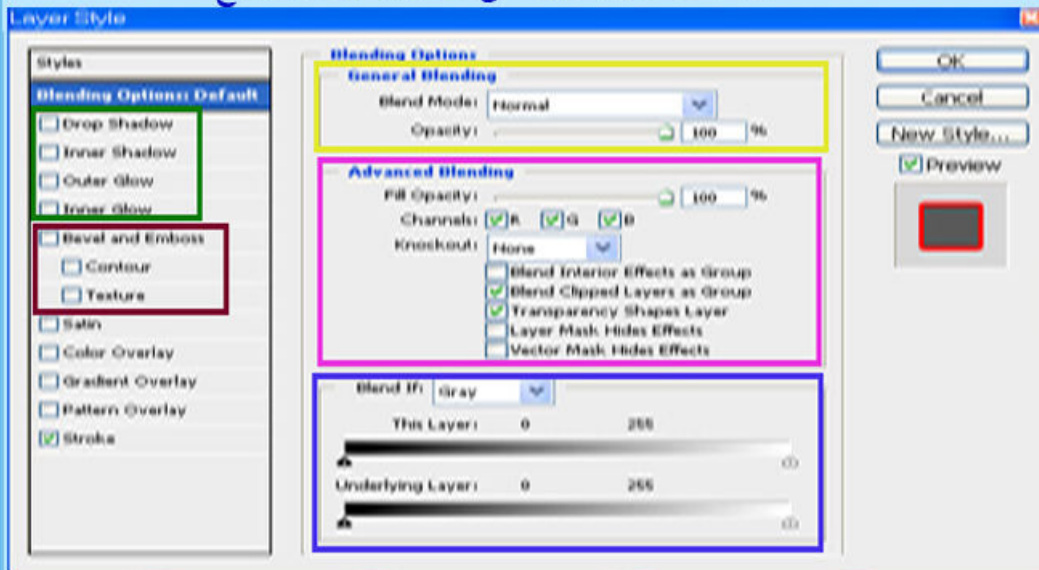 Layer Style
Styles
Blending Options: Default
Drop Shadow
Inner Shadow
Outer Glow
Inner Glow
Bevel and Emboss
Contour
Texture
Satin
Color Overlay
Gradient Overlay
Pattern Overlay
Stroke
Blending Options
General Blending
Blend Mode: Normal
Opacity: 100 %
Advanced Blending
Fill Opacity: 100 %
Channels: R G B
Knockout: None
Blend Interior Effects as Group
Blend Clipped Layers as Group
Transparency Shapes Layer
Layer Mask Hides Effects
Vector Mask Hides Effects
Blend If: Gray
This Layer: 0 255
Underlying Layer: 0 255
OK
Cancel
New Style...
Preview